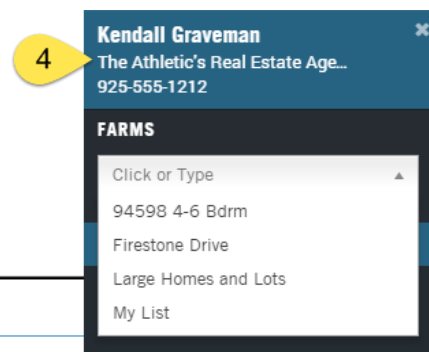 Kendall Graveman
4
The Athletic's Real Estate Age...
925-555-1212
FARMS
Click or Type
94598 4-6 Bdrm
Firestone Drive
Large Homes and Lots
My List